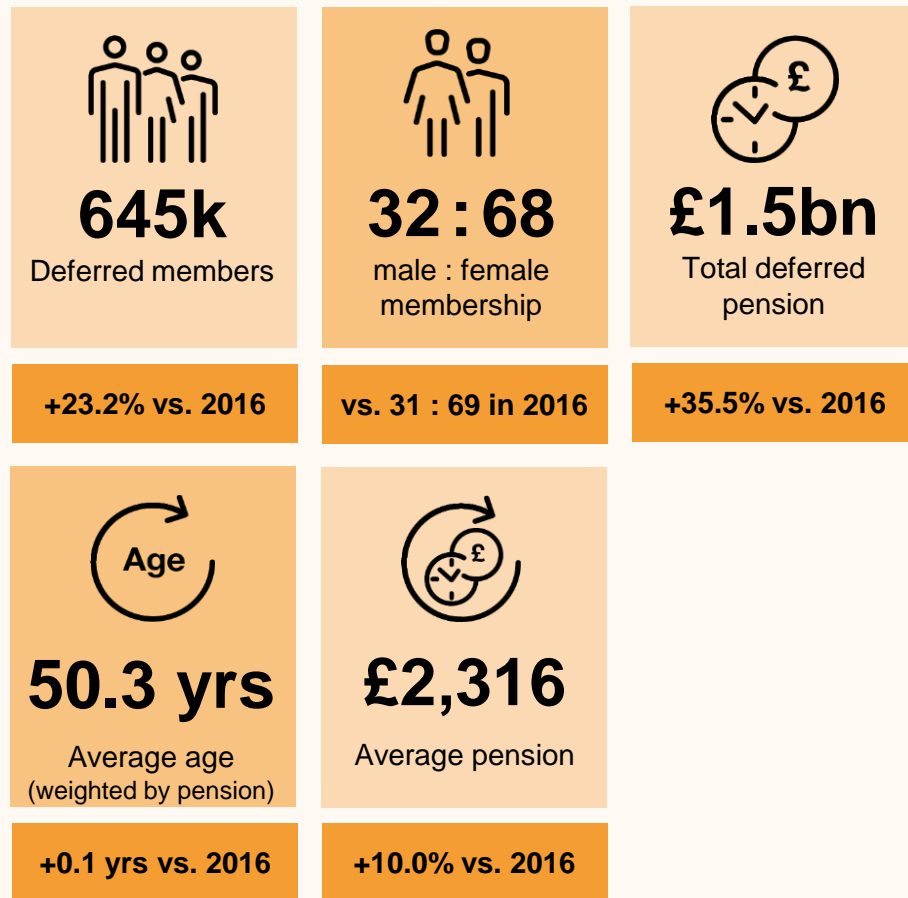 £
645k
Deferred members
32 : 68
male : female
membership
£1.5bn
Total deferred
pension
+23.2% vs. 2016
vs. 31 : 69 in 2016
+35.5% vs. 2016
Age
50.3 yrs
Average age
(weighted by pension)
£
£2,316
Average pension
+0.1 yrs vs. 2016
+10.0% vs. 2016